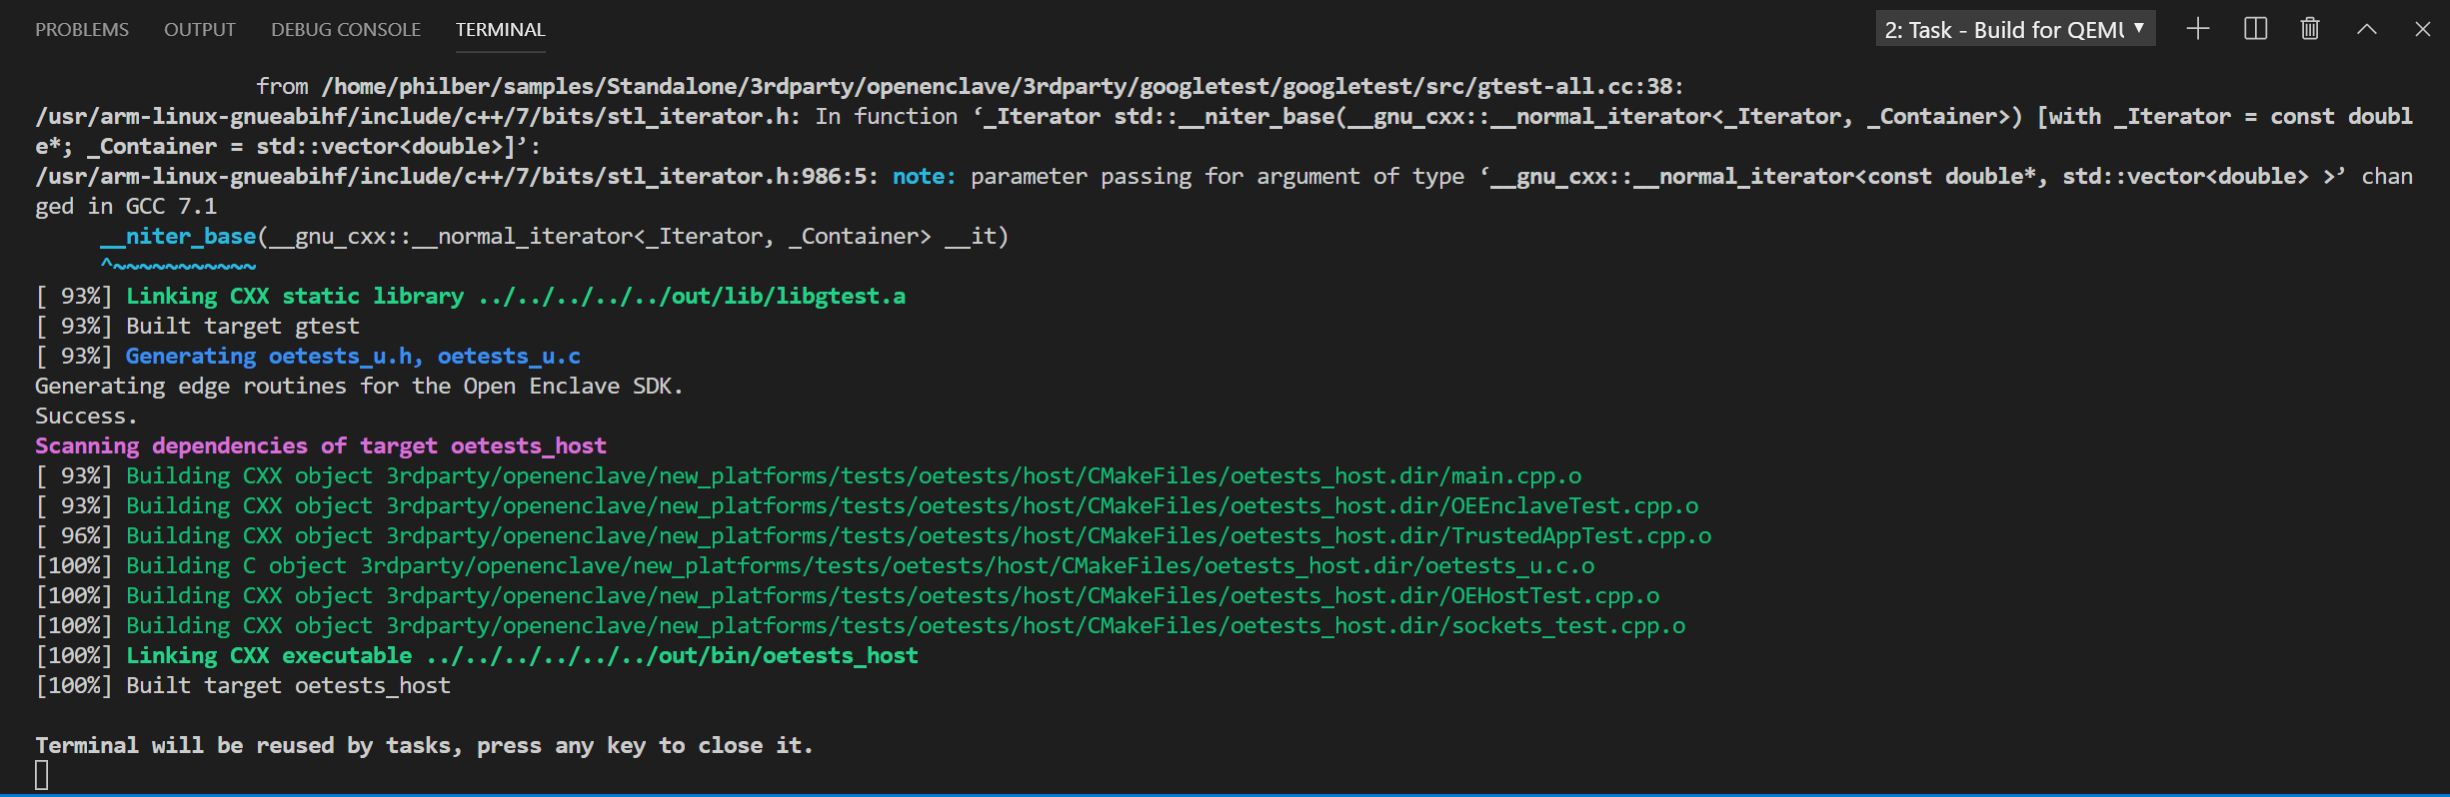 PROBLEMS OUTPUT DEBUG CONSOLE TERMINAL 2: Task - Build for QEMU
from /home/philber/samples/Standalone/3rdparty/openenclave/3rdparty/googletest/googletest/src/gtest-all.cc:38:
/usr/arm-linux-gnueabihf/include/c++/7/bits/stl_iterator.h: In function ‘_Iterator std::__niter_base(__gnu_cxx::__normal_iterator<_Iterator, _Container>) [with _Iterator = const doubl
e*; _Container = std::vector<double>]’:
/usr/arm-linux-gnueabihf/include/c++/7/bits/stl_iterator.h:986:5: note: parameter passing for argument of type ‘__gnu_cxx::__normal_iterator<const double*, std::vector<double> >’ chan
ged in GCC 7.1
__niter_base(__gnu_cxx::__normal_iterator<_Iterator, _Container> __it)
^~~~~~~~~~~~
[ 93%] Linking CXX static library ../../../../../out/lib/libgtest.a
[ 93%] Built target gtest
[ 93%] Generating oetests_u.h, oetests_u.c
Generating edge routines for the Open Enclave SDK.
Success.
Scanning dependencies of target oetests_host
[ 93%] Building CXX object 3rdparty/openenclave/new_platforms/tests/oetests/host/CMakeFiles/oetests_host.dir/main.cpp.o
[ 93%] Building CXX object 3rdparty/openenclave/new_platforms/tests/oetests/host/CMakeFiles/oetests_host.dir/OEEnclaveTest.cpp.o
[ 96%] Building CXX object 3rdparty/openenclave/new_platforms/tests/oetests/host/CMakeFiles/oetests_host.dir/TrustedAppTest.cpp.o
[100%] Building C object 3rdparty/openenclave/new_platforms/tests/oetests/host/CMakeFiles/oetests_host.dir/oetests_u.c.o
[100%] Building CXX object 3rdparty/openenclave/new_platforms/tests/oetests/host/CMakeFiles/oetests_host.dir/OEHostTest.cpp.o
[100%] Building CXX object 3rdparty/openenclave/new_platforms/tests/oetests/host/CMakeFiles/oetests_host.dir/sockets_test.cpp.o
[100%] Linking CXX executable ../../../../../../out/bin/oetests_host
[100%] Built target oetests_host
Terminal will be reused by tasks, press any key to close it.